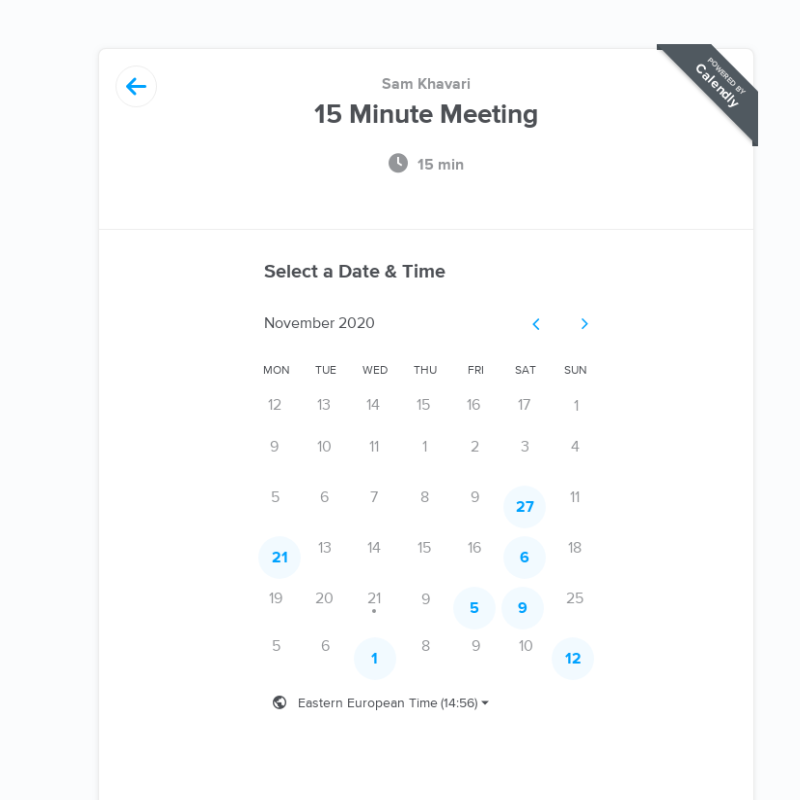 POWERED BY
Calendly
Sam Khavari
15 Minute Meeting
15 min
Select a Date & Time
November 2020
MON TUE WED THU FRI SAT SUN
12 13 14 15 16 17 1
9 10 11 1 2 3 4
5 6 7 8 9 27 11
21 13 14 15 16 6 18
19 20 21 9 5 9 25
5 6 1 8 9 10 12
Eastern European Time (14:56)